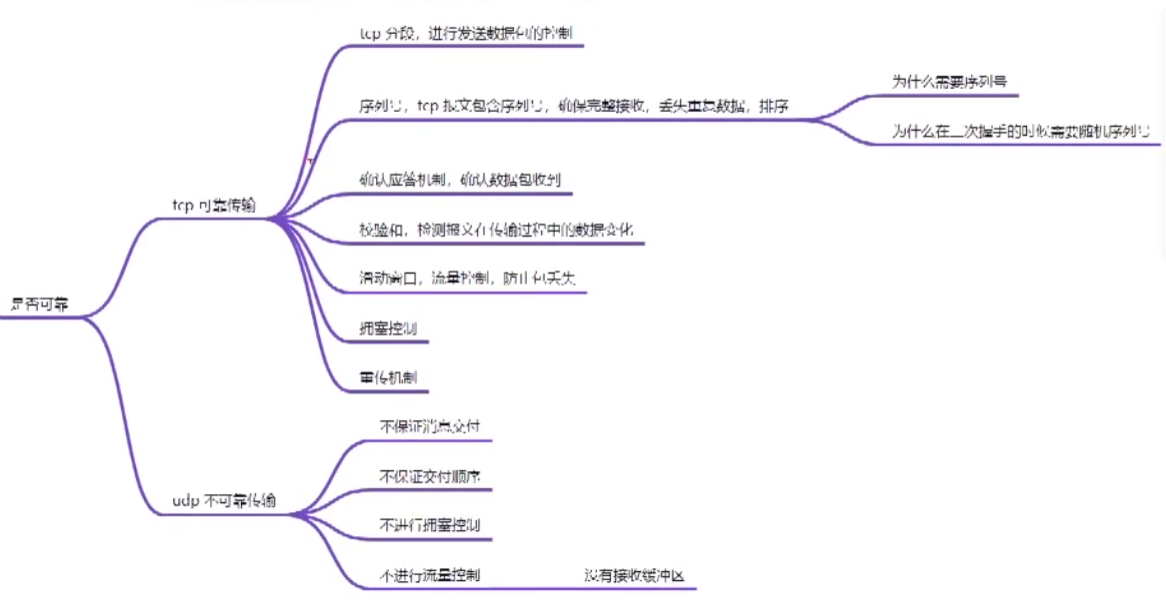 是否可靠
tcp 可靠传输
tcp 分段，进行发送数据包的控制
序列号，tcp 报文包含序列号，确保完整接收，丢失重复数据，排序
为什么需要序列号
为什么在三次握手的时候需要随机序列号
确认应答机制，确认数据包收到
校验和，检测报文在传输过程中的数据变化
滑动窗口，流量控制，防止包丢失
拥塞控制
重传机制
udp 不可靠传输
不保证消息交付
不保证交付顺序
不进行拥塞控制
不进行流量控制
没有接收缓冲区